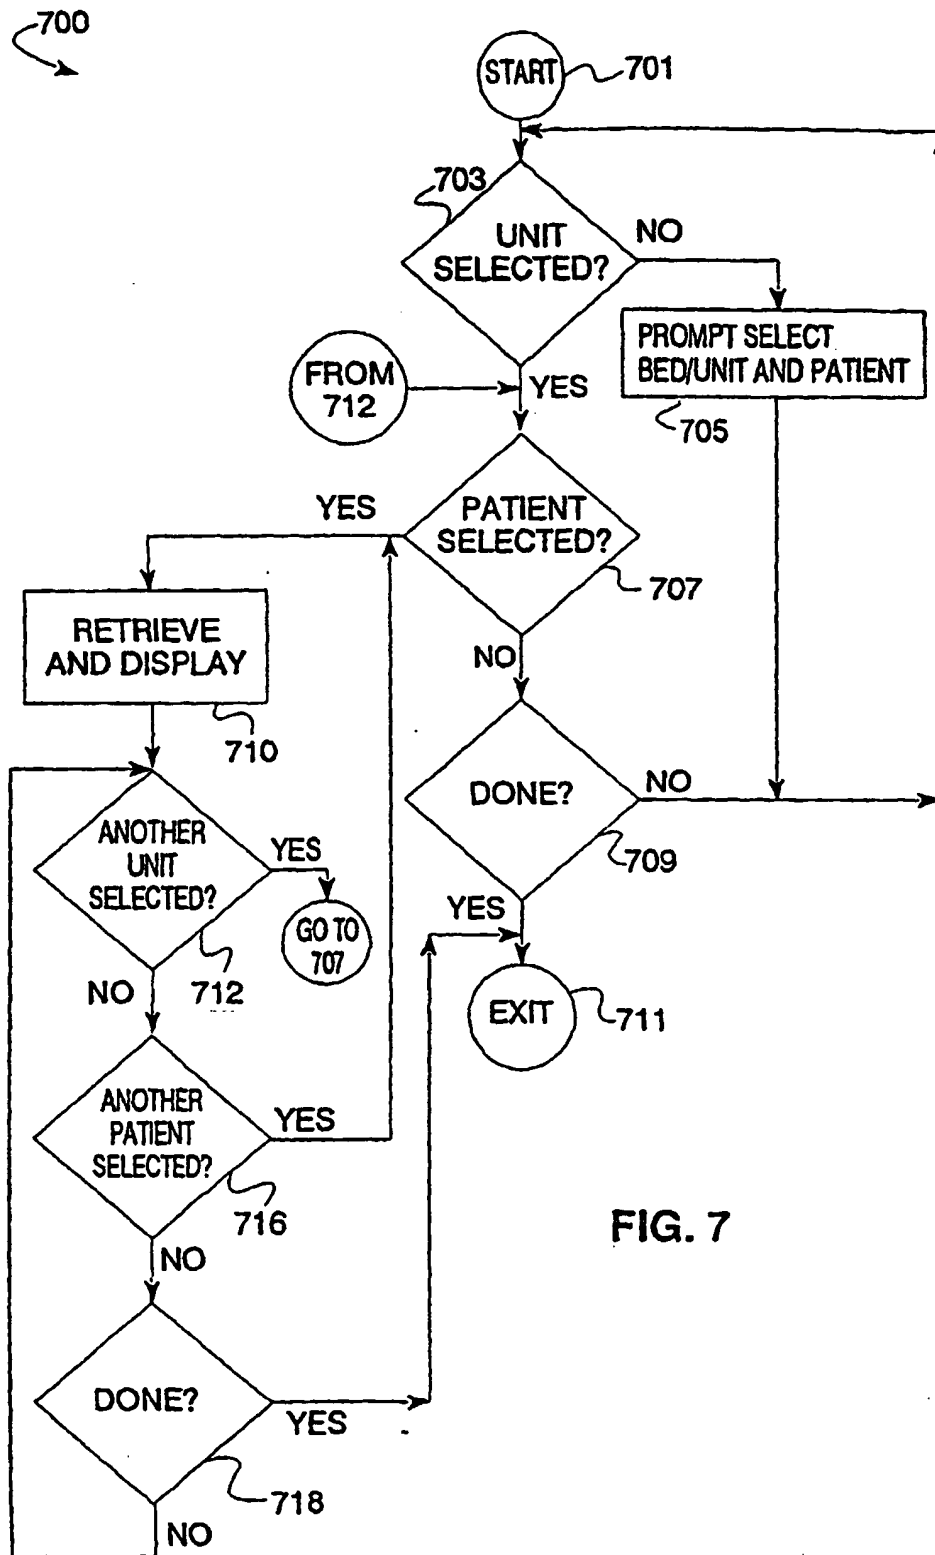 700
START
701
703
UNIT
SELECTED?
NO
PROMPT SELECT
BED/UNIT AND PATIENT
705
FROM
712
YES
YES
PATIENT
SELECTED?
707
RETRIEVE
AND DISPLAY
710
NO
DONE?
NO
709
ANOTHER
UNIT
SELECTED?
YES
GO TO
707
712
NO
YES
EXIT
711
ANOTHER
PATIENT
SELECTED?
YES
716
NO
FIG. 7
DONE?
YES
718
NO